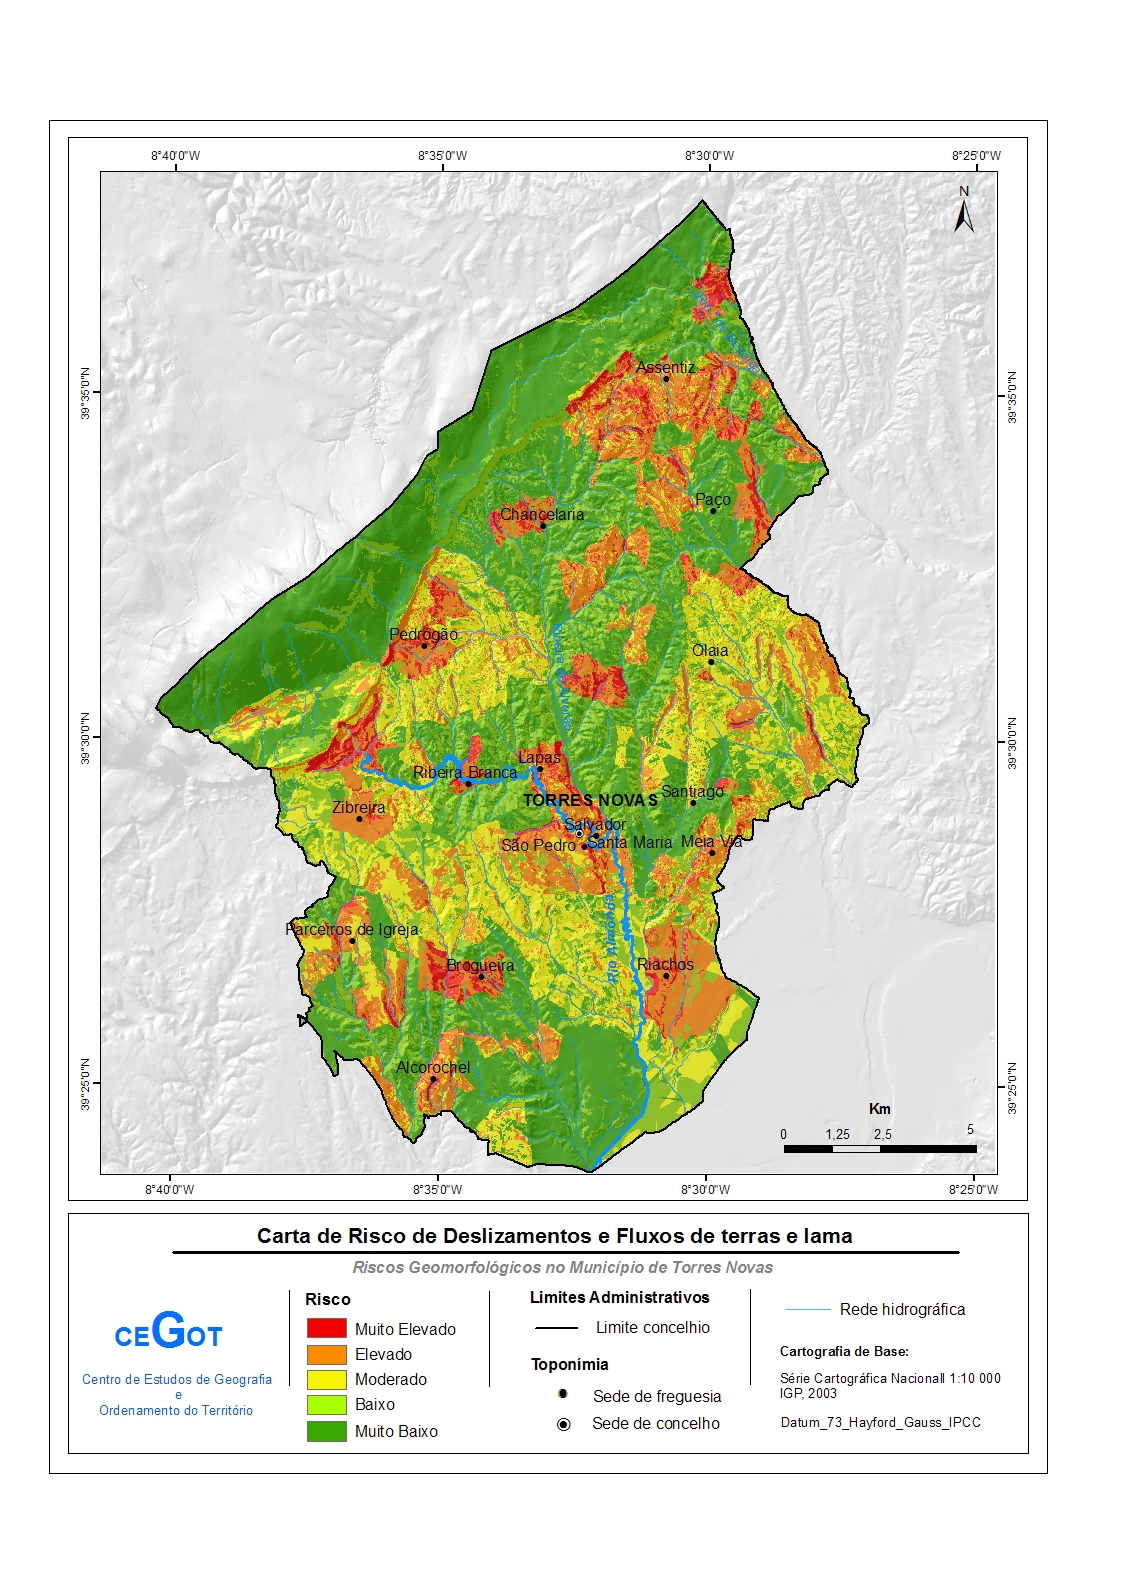 8°40'0"W
8°35'0"W
8°30'0"W
8°25'0"W
N
39°35'0"N
39°35'0"N
Assentiz
Paço
Chancelaria
Pedrógão
Olaia
39°30'0"N
39°30'0"N
Lapas
Ribeira Branca
Santiago
TORRES NOVAS
Zibreira
Salvador
São Pedro
Santa Maria
Meia Via
Rio Almonda
Parceiros de Igreja
Brogueira
Riachos
Alcorochel
39°25'0"N
39°25'0"N
Km
0 1,25 2,5 5
8°40'0"W
8°35'0"W
8°30'0"W
8°25'0"W
Carta de Risco de Deslizamentos e Fluxos de terras e lama
Riscos Geomorfológicos no Município de Torres Novas
CEGOT
Centro de Estudos de Geografia
e
Ordenamento do Território
Risco
Muito Elevado
Elevado
Moderado
Baixo
Muito Baixo
Limites Administrativos
Limite concelhio
Toponímia
Sede de freguesia
Sede de concelho
Rede hidrográfica
Cartografia de Base:
Série Cartográfica Nacionall 1:10 000
IGP, 2003
Datum_73_Hayford_Gauss_IPCC